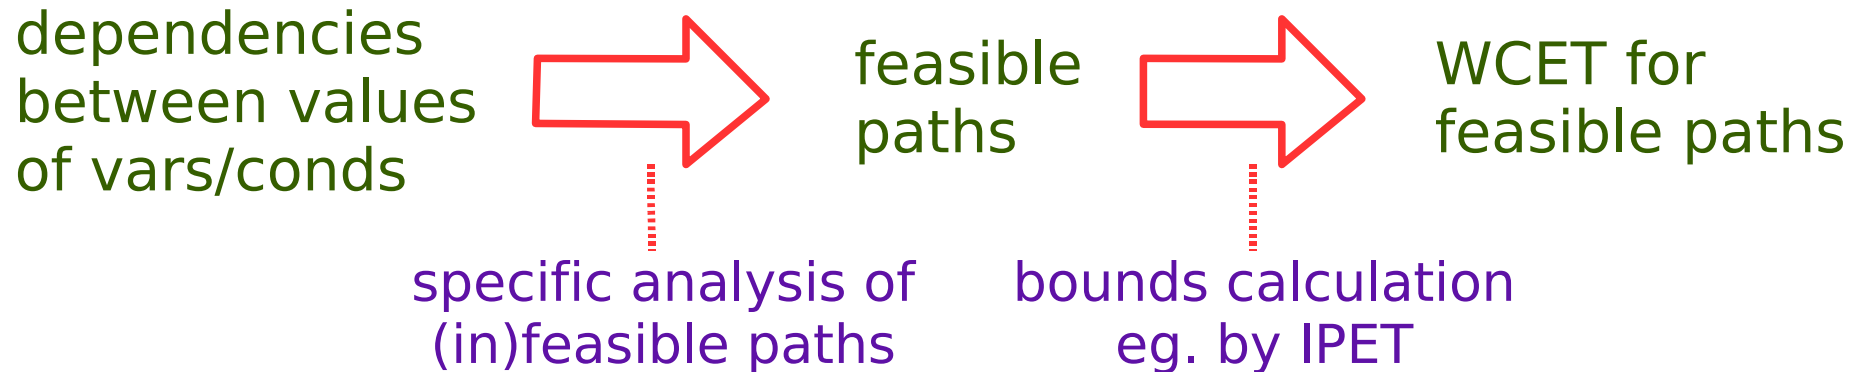 dependencies
between values
of vars/conds
feasible
paths
WCET for
feasible paths
specific analysis of
(in)feasible paths
bounds calculation
eg. by IPET